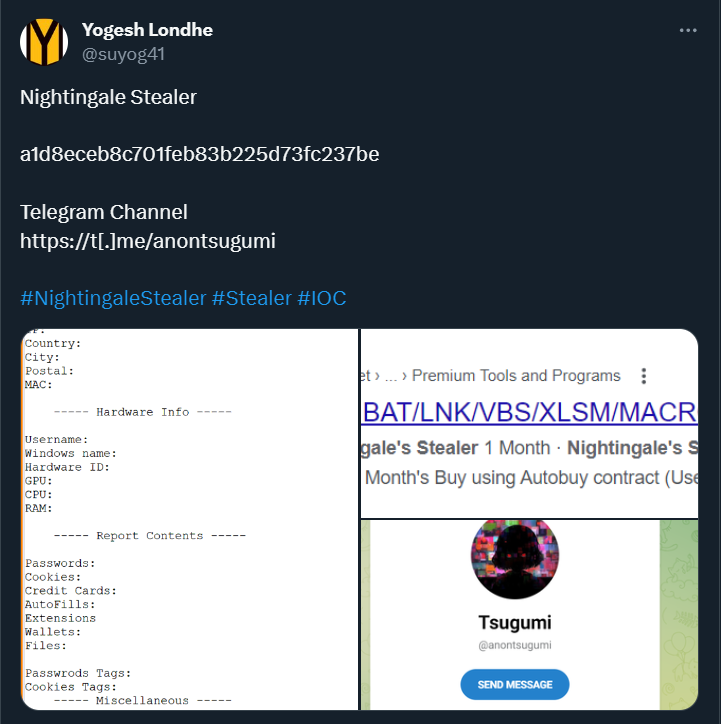 Yogesh Londhe
@suyog41
Nightingale Stealer
a1d8eceb8c701feb83b225d73fc237be
Telegram Channel
https://t[.]me/anontsugumi
#NightingaleStealer #Stealer #IOC
Country:
City:
Postal:
MAC:
----- Hardware Info -----
Username:
Windows name:
Hardware ID:
GPU:
CPU:
RAM:
----- Report Contents -----
Passwords:
Cookies:
Credit Cards:
AutoFills:
Extensions
Wallets:
Files:
Passwrods Tags:
Cookies Tags:
----- Miscellaneous -----
et › ... › Premium Tools and Programs
BAT/LNK/VBS/XLSM/MACR
gale's Stealer 1 Month · Nightingale's S
Month's Buy using Autobuy contract (Use
Tsugumi
@anontsugumi
SEND MESSAGE